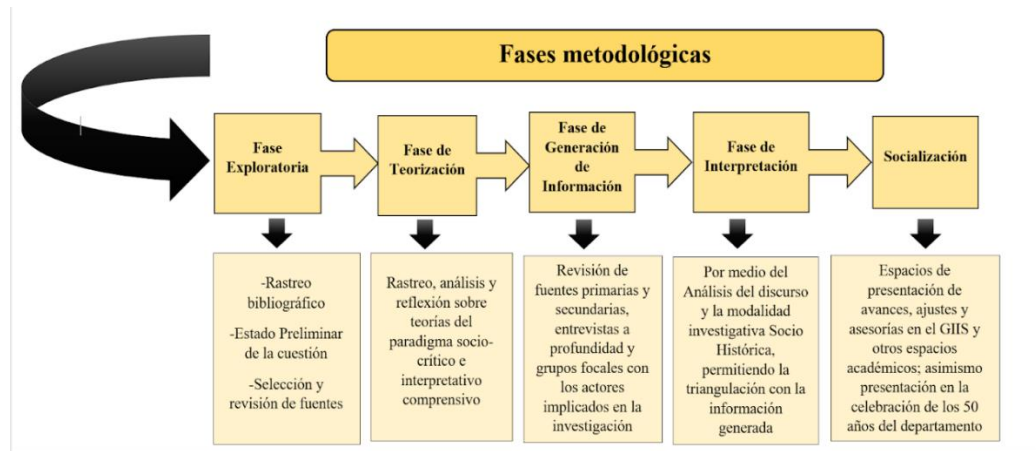 Fases metodológicas
Fase
Exploratoria
Fase de
Teorización
Fase de
Generación
de
Información
Fase de
Interpretación
Socialización
-Rastreo
bibliográfico
-Estado Preliminar
de la cuestión
-Selección y
revisión de fuentes
Rastreo, análisis y
reflexión sobre
teorías del
paradigma socio-
crítico e
interpretativo
comprensivo
Revisión de
fuentes primarias y
secundarias,
entrevistas a
profundidad y
grupos focales con
los actores
implicados en la
investigación
Por medio del
Análisis del discurso
y la modalidad
investigativa Socio
Histórica,
permitiendo la
triangulación con la
información
generada
Espacios de
presentación de
avances, ajustes y
asesorías en el GIIS y
otros espacios
académicos; asimismo
presentación en la
celebración de los 50
años del departamento